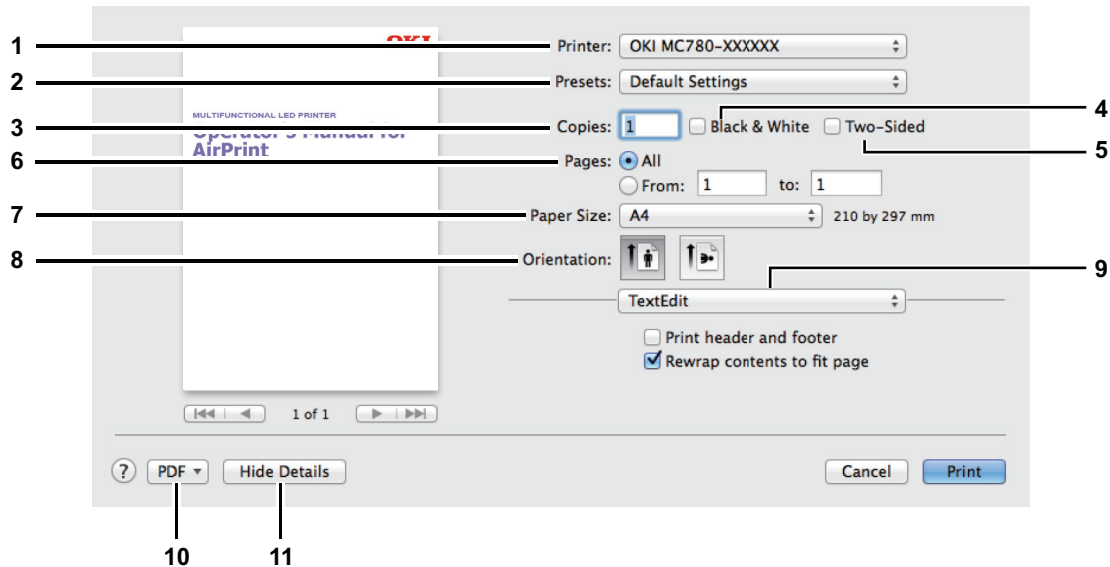 1
OKI
Printer: OKI MC780-XXXXXX
2
Presets: Default Settings
MULTIFUNCTIONAL LED PRINTER
4
3
Copies: 1 Black & White Two-Sided
Operator's Manual for
AirPrint
5
6
Pages: All
From: 1 to: 1
7
Paper Size: A4 210 by 297 mm
8
Orientation:
9
TextEdit
Print header and footer
Rewrap contents to fit page
1 of 1
? PDF Hide Details Cancel Print
10 11